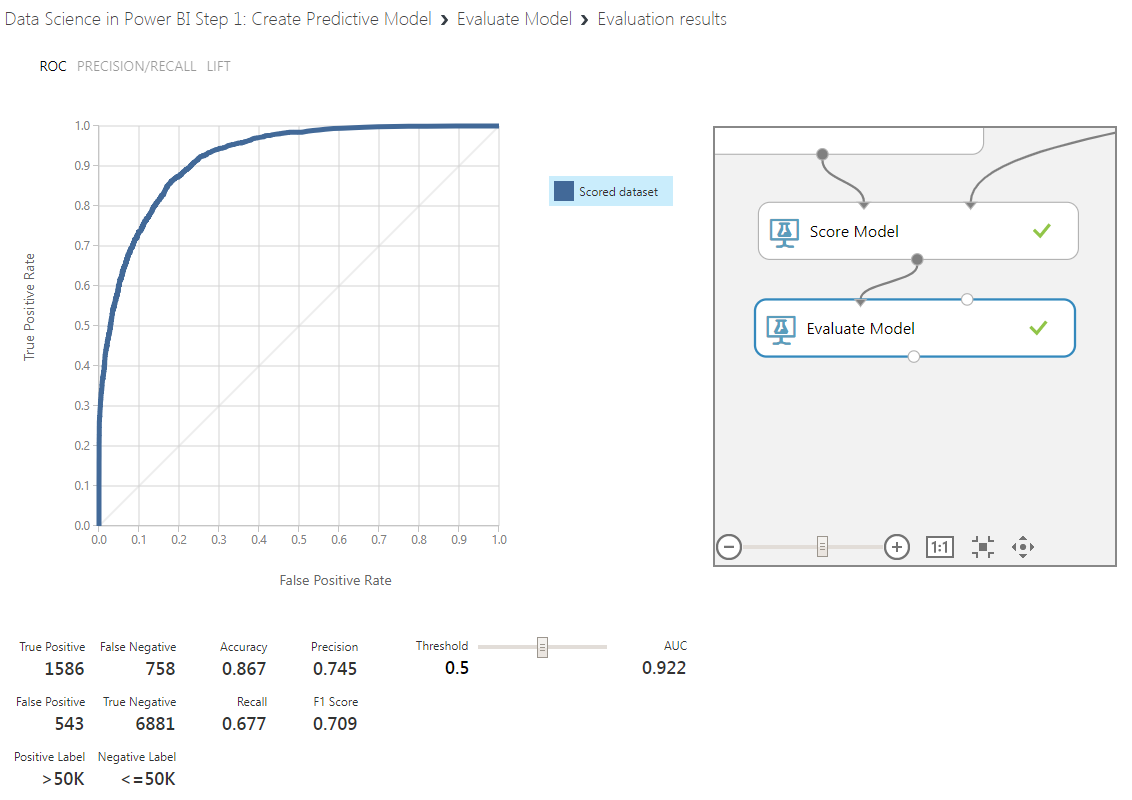 Data Science in Power BI Step 1: Create Predictive Model › Evaluate Model › Evaluation results
ROC PRECISION/RECALL LIFT
1.0
0.9
0.8
0.7
0.6
0.5
0.4
0.3
0.2
0.1
0.0
True Positive Rate
0.0 0.1 0.2 0.3 0.4 0.5 0.6 0.7 0.8 0.9 1.0
False Positive Rate
Scored dataset
Score Model
Evaluate Model
1:1
True Positive False Negative Accuracy Precision Threshold AUC
1586 758 0.867 0.745 0.5 0.922
False Positive True Negative Recall F1 Score
543 6881 0.677 0.709
Positive Label Negative Label
>50K <=50K